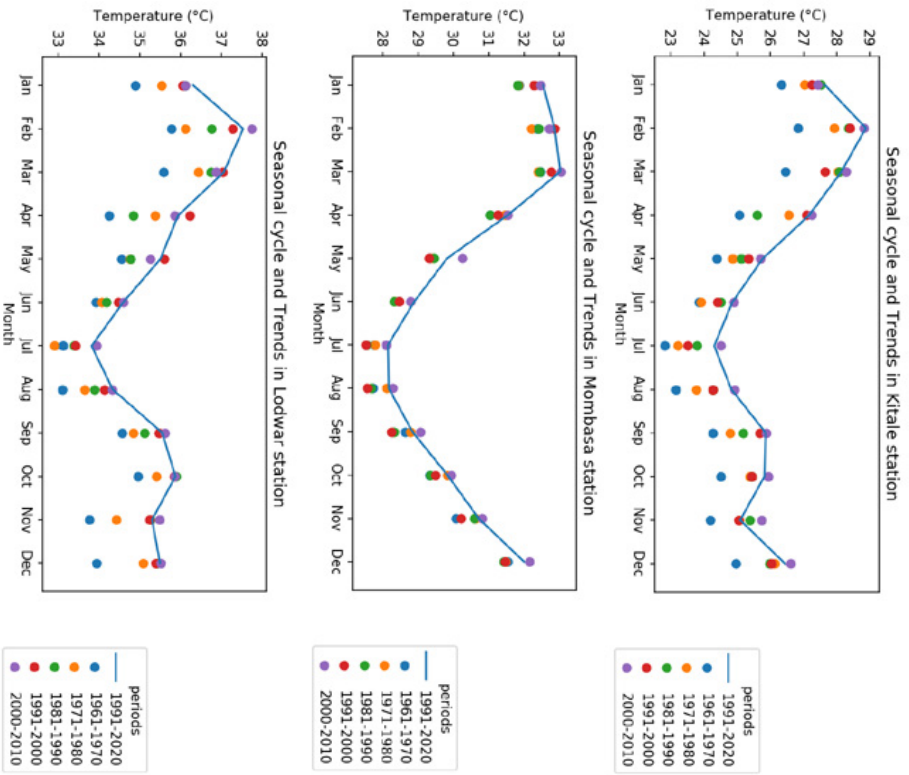 Seasonal cycle and Trends in Kitale station
Temperature (°C)
29
28
27
26
25
24
23
Jan
Feb
Mar
Apr
May
Jun
Jul
Aug
Sep
Oct
Nov
Dec
Month
periods
1991-2020
1961-1970
1971-1980
1981-1990
1991-2000
2000-2010
Seasonal cycle and Trends in Mombasa station
Temperature (°C)
33
32
31
30
29
28
Jan
Feb
Mar
Apr
May
Jun
Jul
Aug
Sep
Oct
Nov
Dec
Month
periods
1991-2020
1961-1970
1971-1980
1981-1990
1991-2000
2000-2010
Seasonal cycle and Trends in Lodwar station
Temperature (°C)
38
37
36
35
34
33
Jan
Feb
Mar
Apr
May
Jun
Jul
Aug
Sep
Oct
Nov
Dec
Month
periods
1991-2020
1961-1970
1971-1980
1981-1990
1991-2000
2000-2010